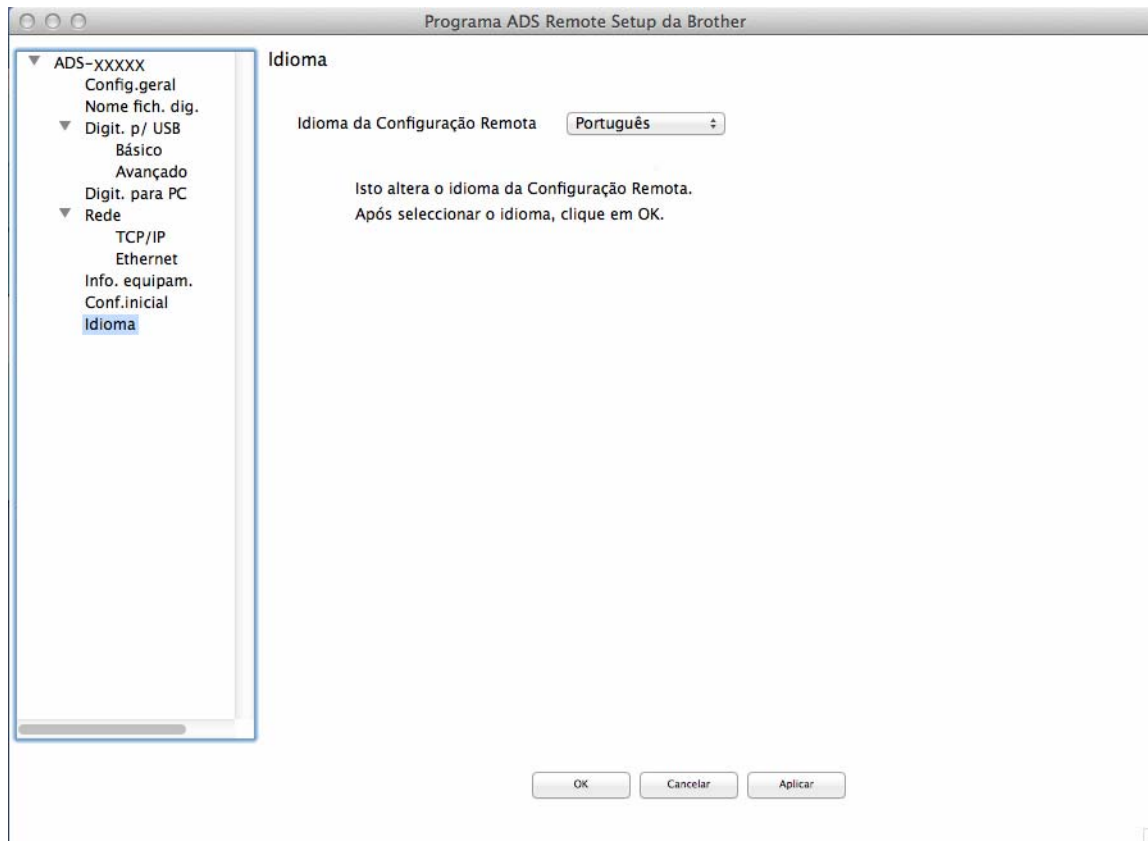 Programa ADS Remote Setup da Brother
ADS-XXXXX
Config.geral
Nome fich. dig.
Digit. p/ USB
Básico
Avançado
Digit. para PC
Rede
TCP/IP
Ethernet
Info. equipam.
Conf.inicial
Idioma
Idioma
Idioma da Configuração Remota Português
Isto altera o idioma da Configuração Remota.
Após seleccionar o idioma, clique em OK.
OK Cancelar Aplicar